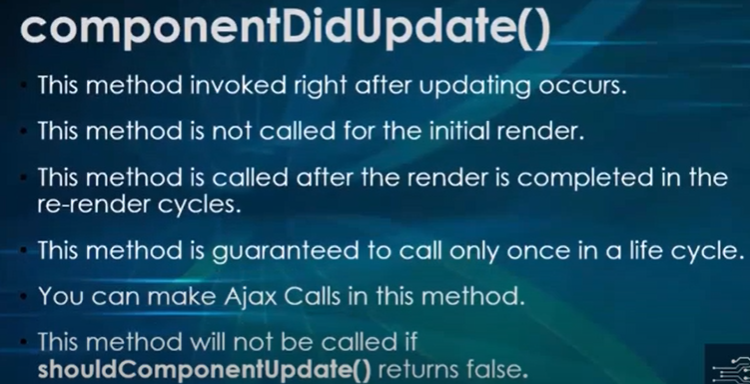 componentDidUpdate()
• This method invoked right after updating occurs.
• This method is not called for the initial render.
• This method is called after the render is completed in the
re-render cycles.
• This method is guaranteed to call only once in a life cycle.
• You can make Ajax Calls in this method.
• This method will not be called if
shouldComponentUpdate() returns false.